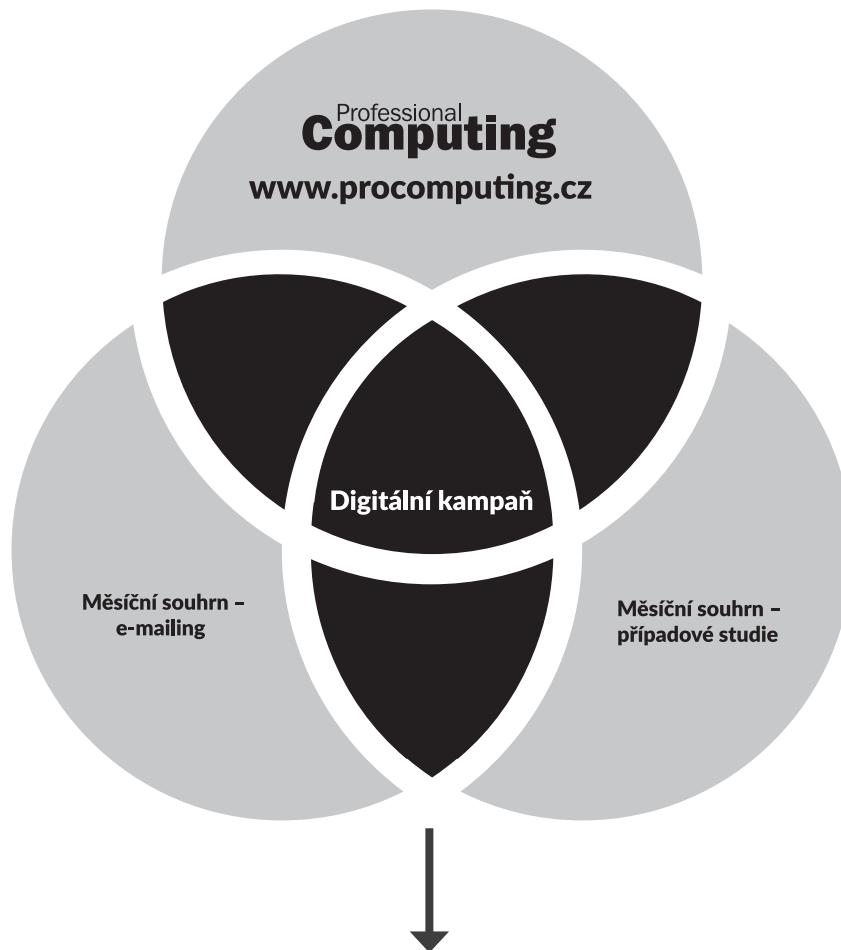 Professional
Computing
www.procomputing.cz
Digitální kampaň
Měsíční souhrn –
e-mailing
Měsíční souhrn –
případové studie